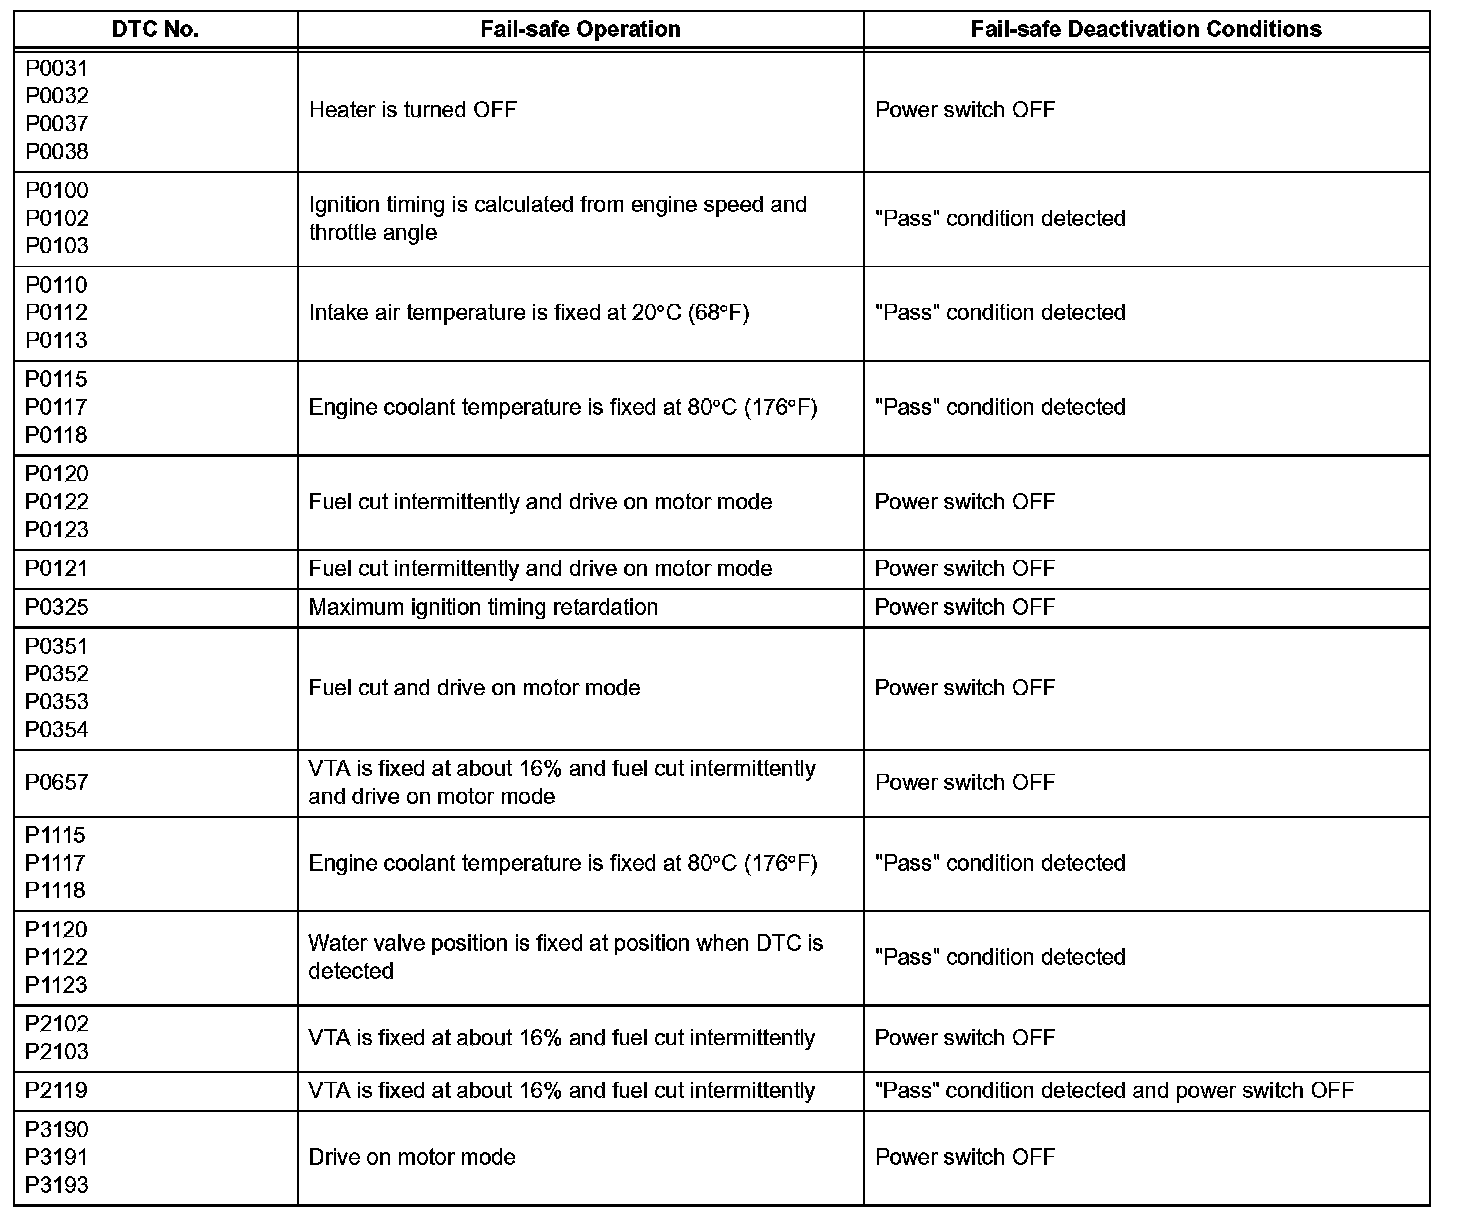 DTC No. Fail-safe Operation Fail-safe Deactivation Conditions
P0031
P0032
P0037
P0038
Heater is turned OFF
Power switch OFF
P0100
P0102
P0103
Ignition timing is calculated from engine speed and
throttle angle
"Pass" condition detected
P0110
P0112
P0113
Intake air temperature is fixed at 20°C (68°F)
"Pass" condition detected
P0115
P0117
P0118
Engine coolant temperature is fixed at 80°C (176°F)
"Pass" condition detected
P0120
P0122
P0123
Fuel cut intermittently and drive on motor mode
Power switch OFF
P0121 Fuel cut intermittently and drive on motor mode Power switch OFF
P0325 Maximum ignition timing retardation Power switch OFF
P0351
P0352
P0353
P0354
Fuel cut and drive on motor mode
Power switch OFF
P0657
VTA is fixed at about 16% and fuel cut intermittently
and drive on motor mode
Power switch OFF
P1115
P1117
P1118
Engine coolant temperature is fixed at 80°C (176°F)
"Pass" condition detected
P1120
P1122
P1123
Water valve position is fixed at position when DTC is
detected
"Pass" condition detected
P2102
P2103
VTA is fixed at about 16% and fuel cut intermittently
Power switch OFF
P2119 VTA is fixed at about 16% and fuel cut intermittently "Pass" condition detected and power switch OFF
P3190
P3191
P3193
Drive on motor mode
Power switch OFF